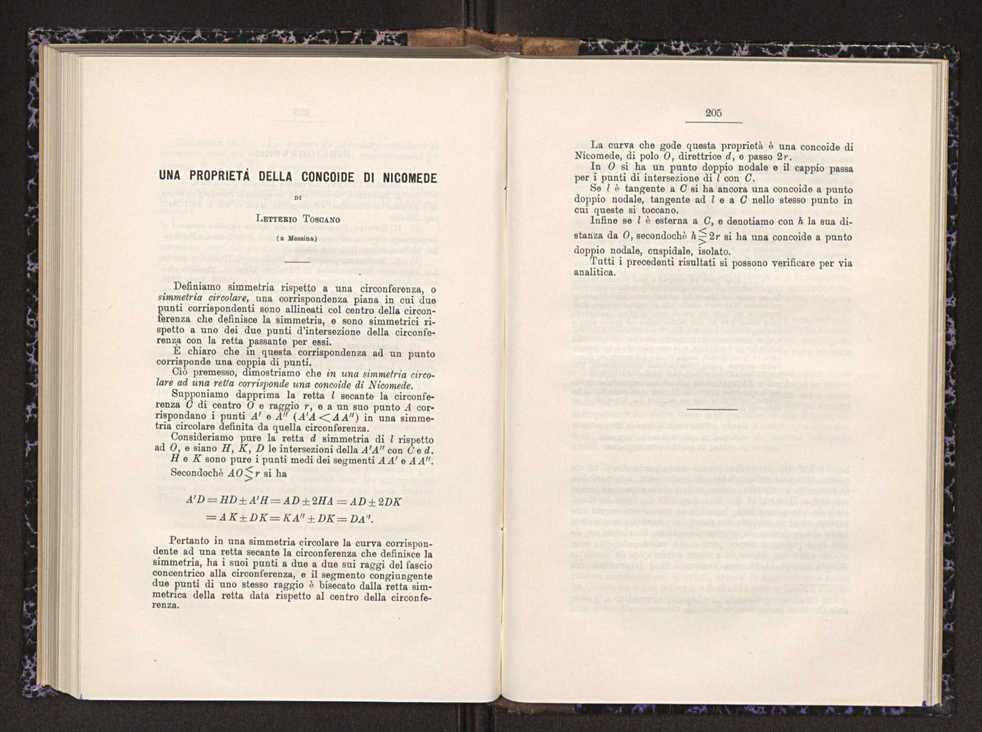 UNA PROPRIETÀ DELLA CONCOIDE DI NICOMEDE
DI
LETTERIO TOSCANO
(a Messina)
Definiamo simmetria rispetto a una circonferenza, o
simmetria circolare, una corrispondenza piana in cui due
punti corrispondenti sono allineati col centro della circon-
ferenza che definisce la simmetria, e sono simmetrici ri-
spetto a uno dei due punti d'intersezione della circonfe-
renza con la retta passante per essi.
È chiaro che in questa corrispondenza ad un punto
corrisponde una coppia di punti.
Ciò premesso, dimostriamo che in una simmetria circo-
lare ad una retta corrisponde una concoide di Nicomede.
Supponiamo dapprima la retta l secante la circonfe-
renza C di centro O e raggio r, e a un suo punto A cor-
rispondano i punti A' e A'' (A'A < AA'') in una simme-
tria circolare definita da quella circonferenza.
Consideriamo pure la retta d simmetria di l rispetto
ad O, e siano H, K, D le intersezioni della A'A'' con C e d.
H e K sono pure i punti medi dei segmenti AA' e AA''.
Secondochè AO ≶ r si ha
A'D = HD ± A'H = AD ± 2HA = AD ± 2DK
= AK ± DK = KA'' ± DK = DA''.
Pertanto in una simmetria circolare la curva corrispon-
dente ad una retta secante la circonferenza che definisce la
simmetria, ha i suoi punti a due a due sui raggi del fascio
concentrico alla circonferenza, e il segmento congiungente
due punti di uno stesso raggio è bisecato dalla retta sim-
metrica della retta data rispetto al centro della circonfe-
renza.
205
La curva che gode questa proprietà è una concoide di
Nicomede, di polo O, direttrice d, e passo 2r.
In O si ha un punto doppio nodale e il cappio passa
per i punti di intersezione di l con C.
Se l è tangente a C si ha ancora una concoide a punto
doppio nodale, tangente ad l e a C nello stesso punto in
cui queste si toccano.
Infine se l è esterna a C, e denotiamo con h la sua di-
stanza da O, secondochè h ⪋ 2r si ha una concoide a punto
doppio nodale, cuspidale, isolato.
Tutti i precedenti risultati si possono verificare per via
analitica.